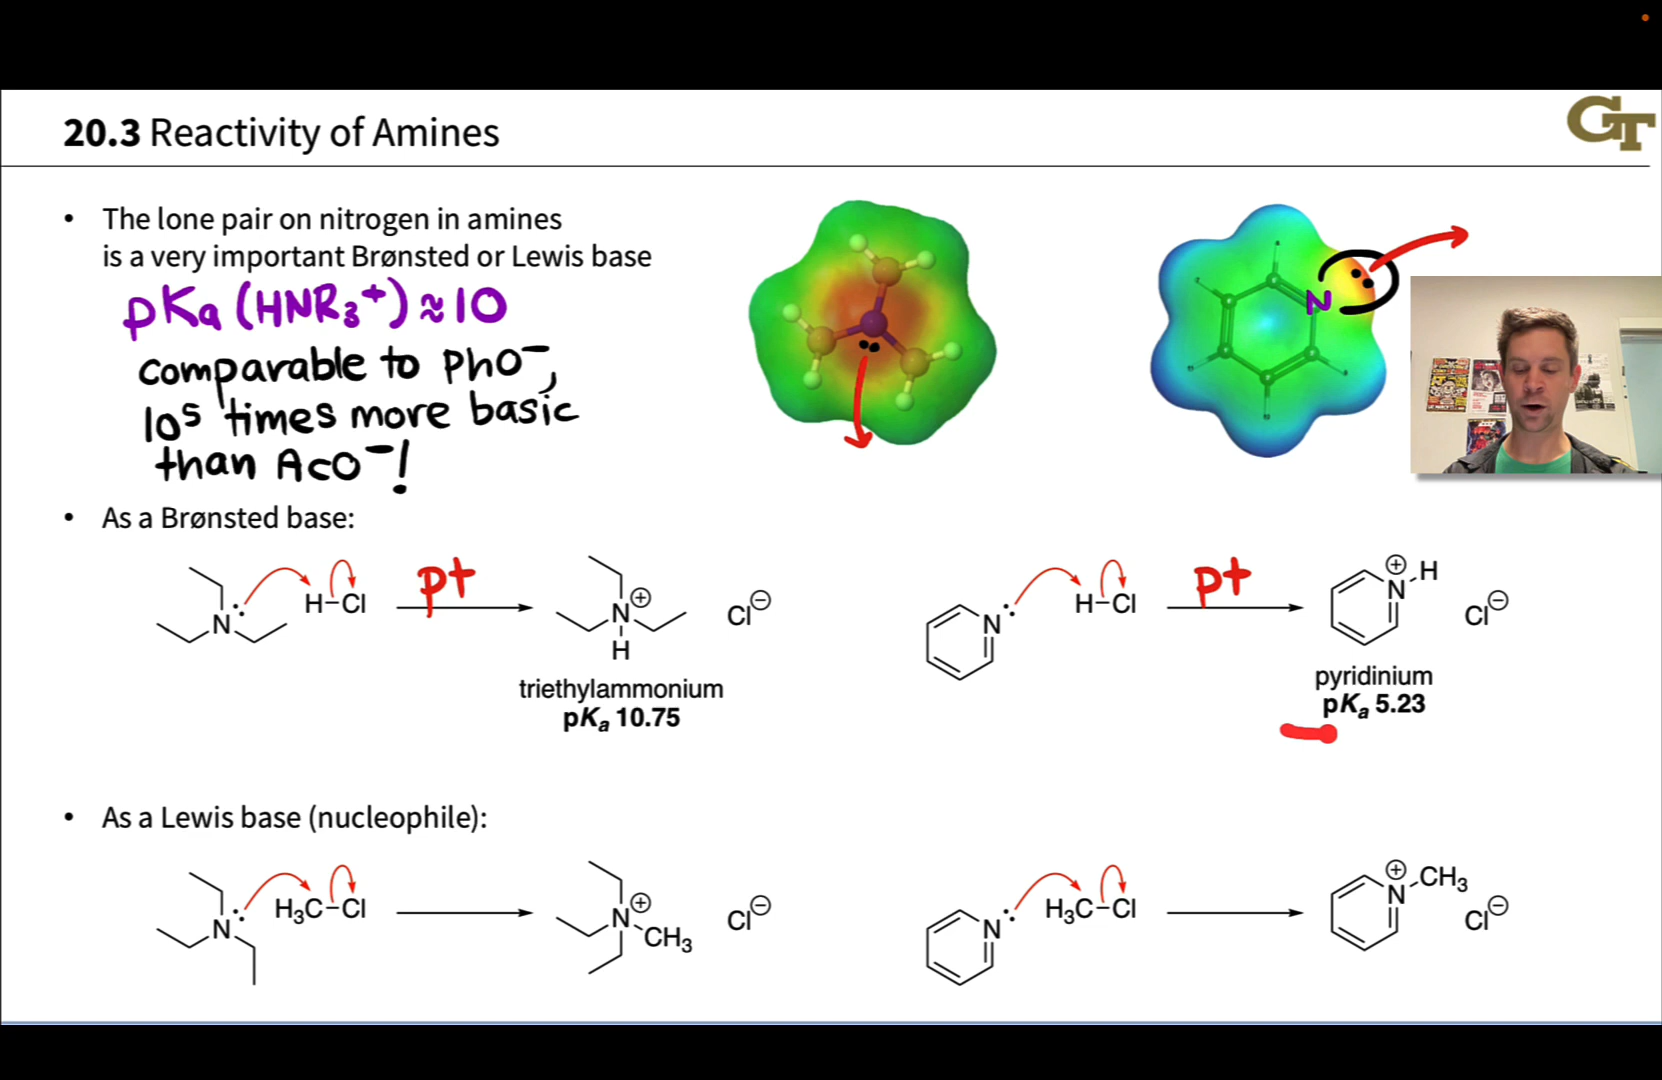 20.3 Reactivity of Amines
GT
• The lone pair on nitrogen in amines
is a very important Brønsted or Lewis base
pKa (HNR₃⁺) ≈ 10
comparable to PhO⁻,
10⁵ times more basic
than AcO⁻!
N
• As a Brønsted base:
N: H–Cl pt N⊕ H Cl⊖
triethylammonium
pKₐ 10.75
N: H–Cl pt N⊕ H Cl⊖
pyridinium
pKₐ 5.23
• As a Lewis base (nucleophile):
N: H₃C–Cl N⊕ CH₃ Cl⊖
N: H₃C–Cl N⊕ CH₃ Cl⊖